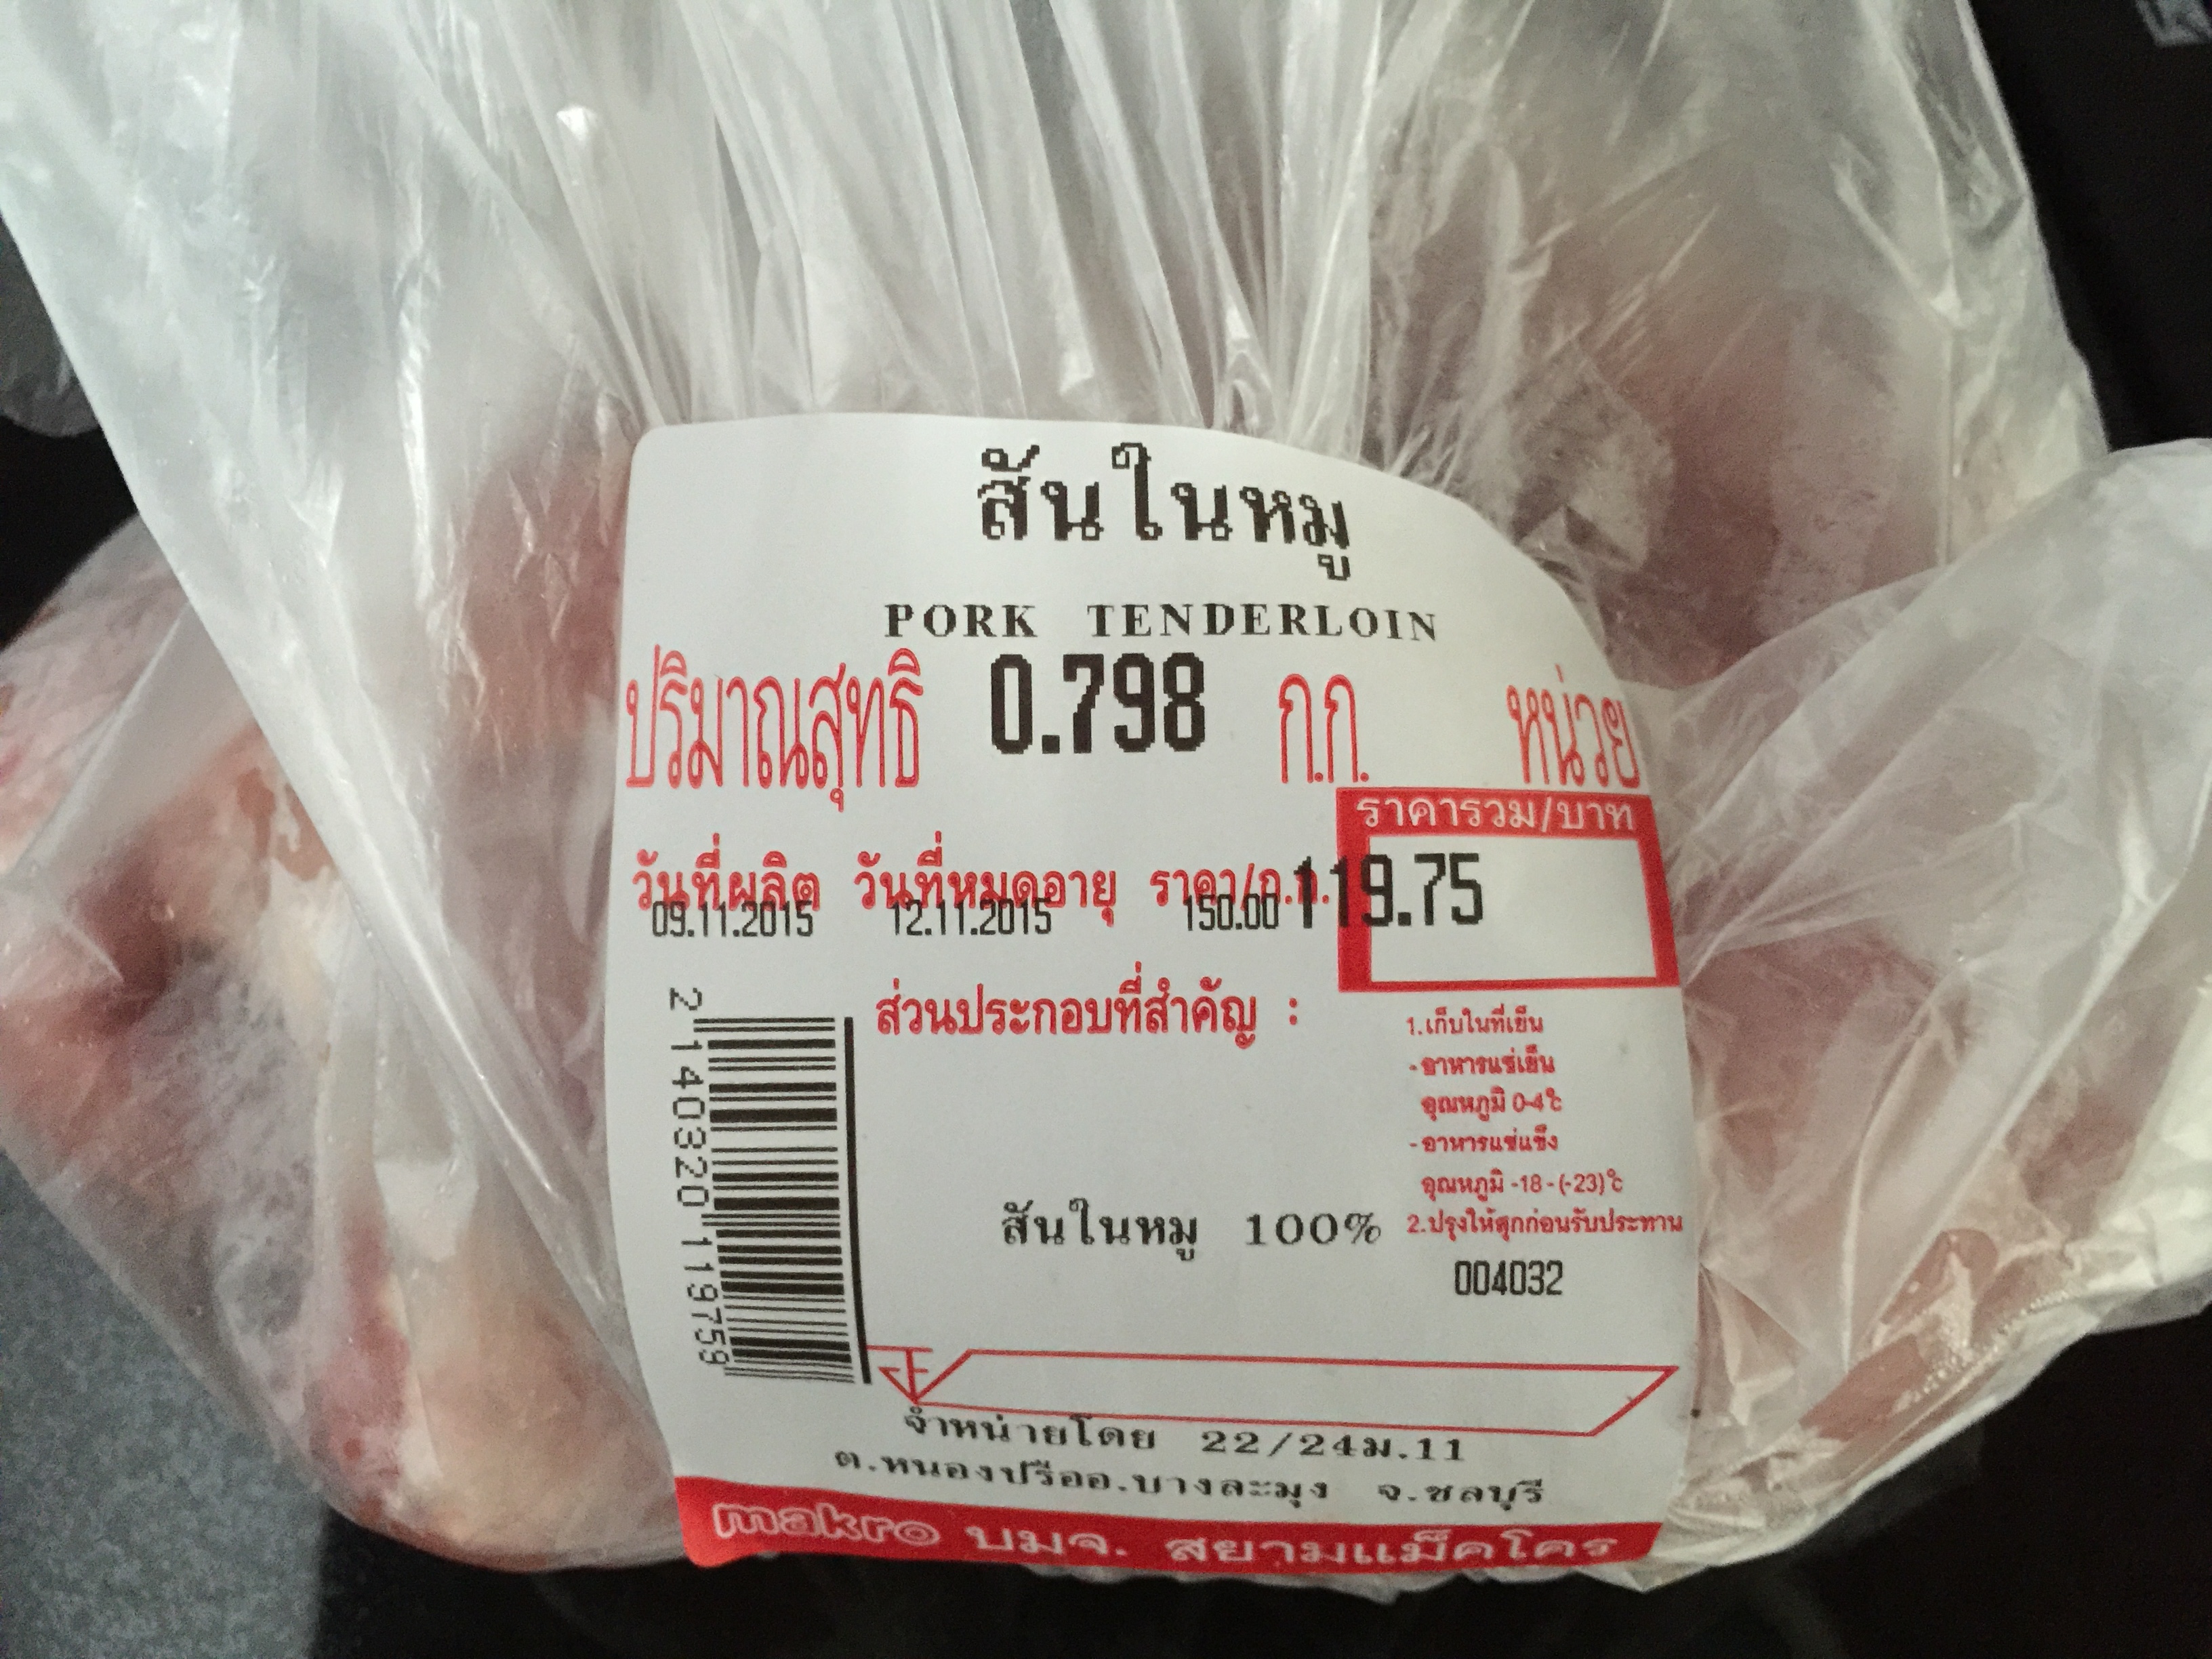 สันในหมู
PORK TENDERLOIN
ปริมาณสุทธิ 0.798 ก.ก. หน่วย
ราคารวม/บาท
วันที่ผลิต วันที่หมดอายุ ราคา/ก.ก. 119.75
09.11.2015 12.11.2015 150.00
ส่วนประกอบที่สำคัญ :
1.เก็บในที่เย็น
-อาหารแช่เย็น
อุณหภูมิ 0-4°c
-อาหารแช่แข็ง
อุณหภูมิ -18 - (-23)°c
สันในหมู 100%
2.ปรุงให้สุกก่อนรับประทาน
004032
2 140320 119759
จำหน่ายโดย 22/24ม.11
ต.หนองปรืออ.บางละมุง จ.ชลบุรี
makro บมจ. สยามแม็คโคร